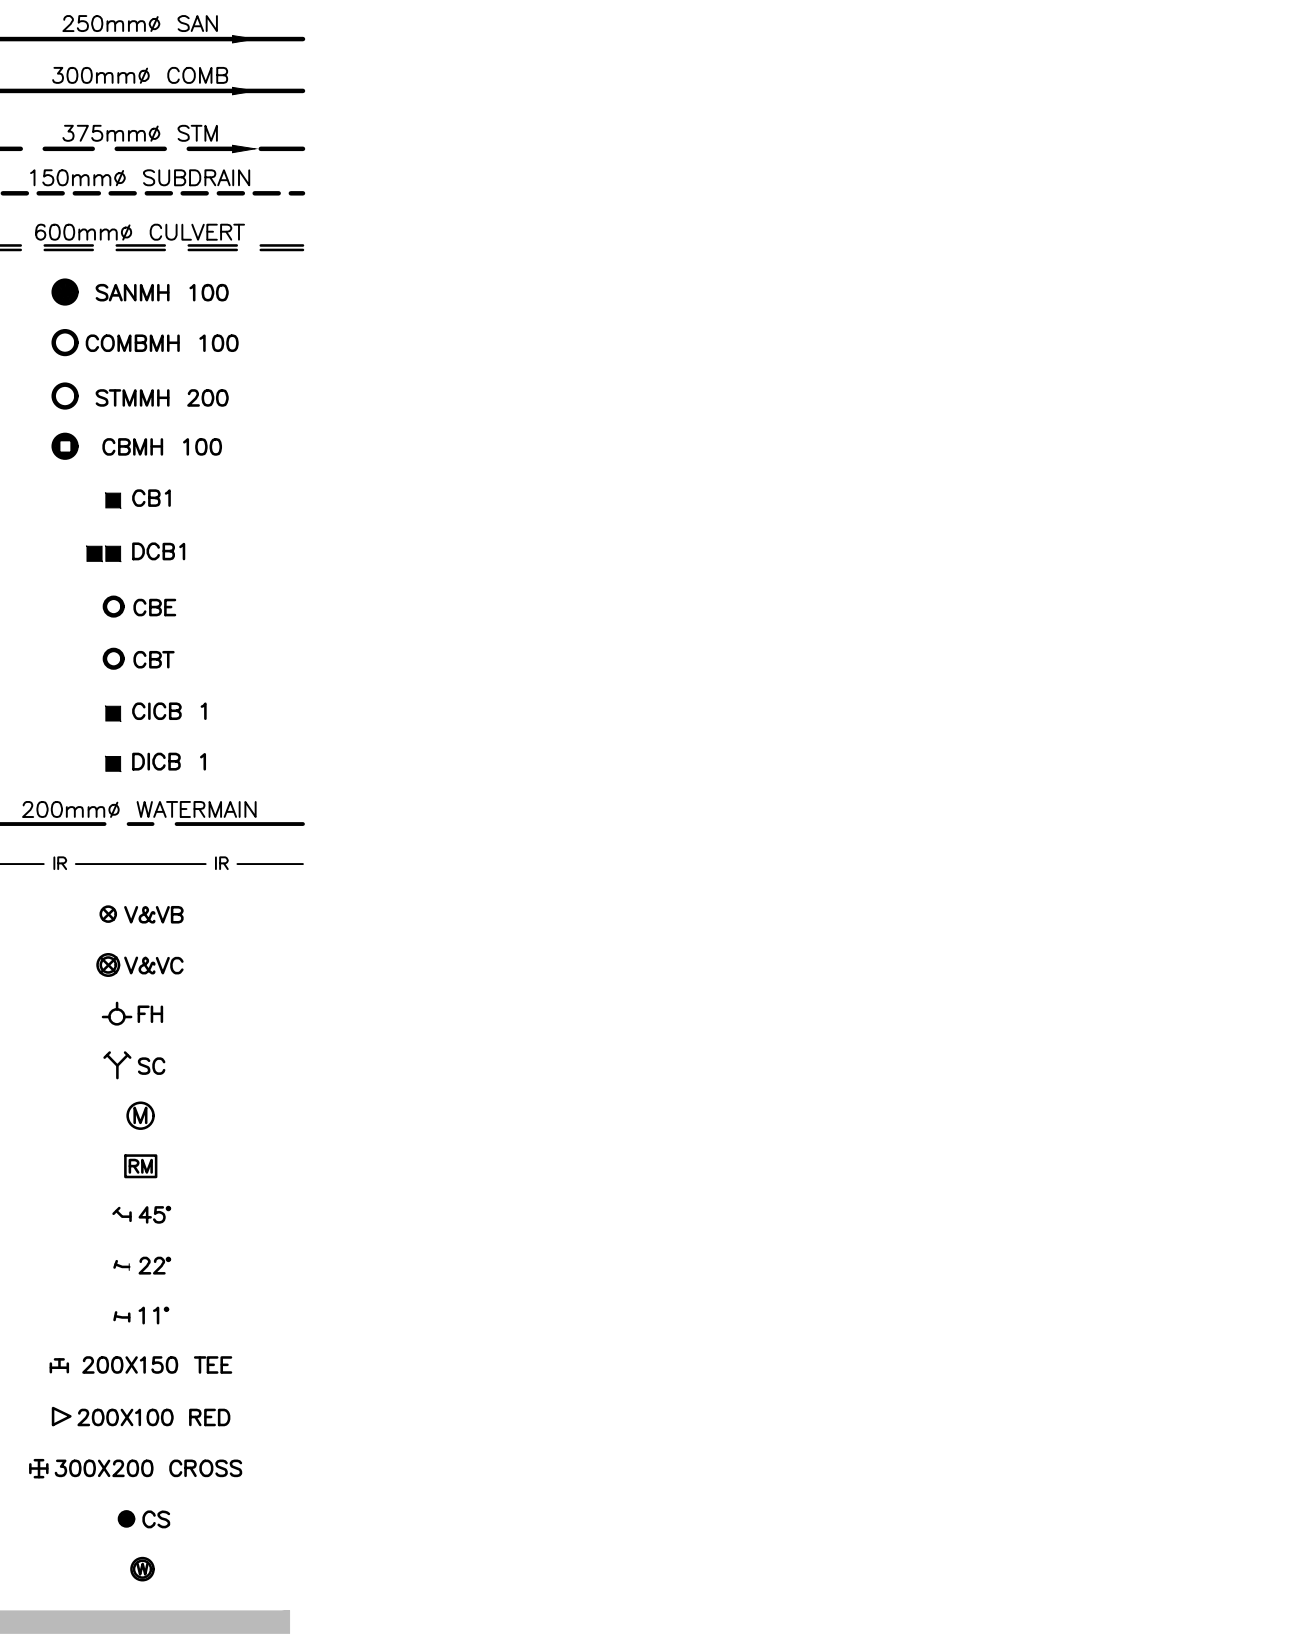 250mmø SAN
300mmø COMB
375mmø STM
150mmø SUBDRAIN
600mmø CULVERT
SANMH 100
COMBMH 100
STMMH 200
CBMH 100
CB1
DCB1
CBE
CBT
CICB 1
DICB 1
200mmø WATERMAIN
IR IR
V&VB
V&VC
FH
SC
M
RM
45°
22°
11°
200X150 TEE
200X100 RED
300X200 CROSS
CS
W